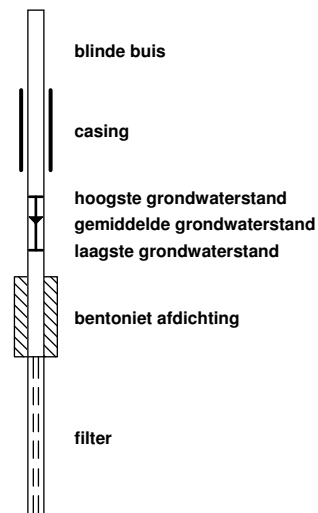 blinde buis
casing
hoogste grondwaterstand
gemiddelde grondwaterstand
laagste grondwaterstand
bentoniet afdichting
filter